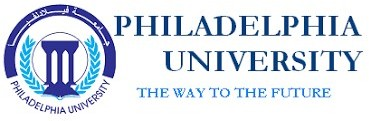 جامعة فيلادلفيا
PHILADELPHIA UNIVERSITY
PHILADELPHIA
UNIVERSITY
THE WAY TO THE FUTURE